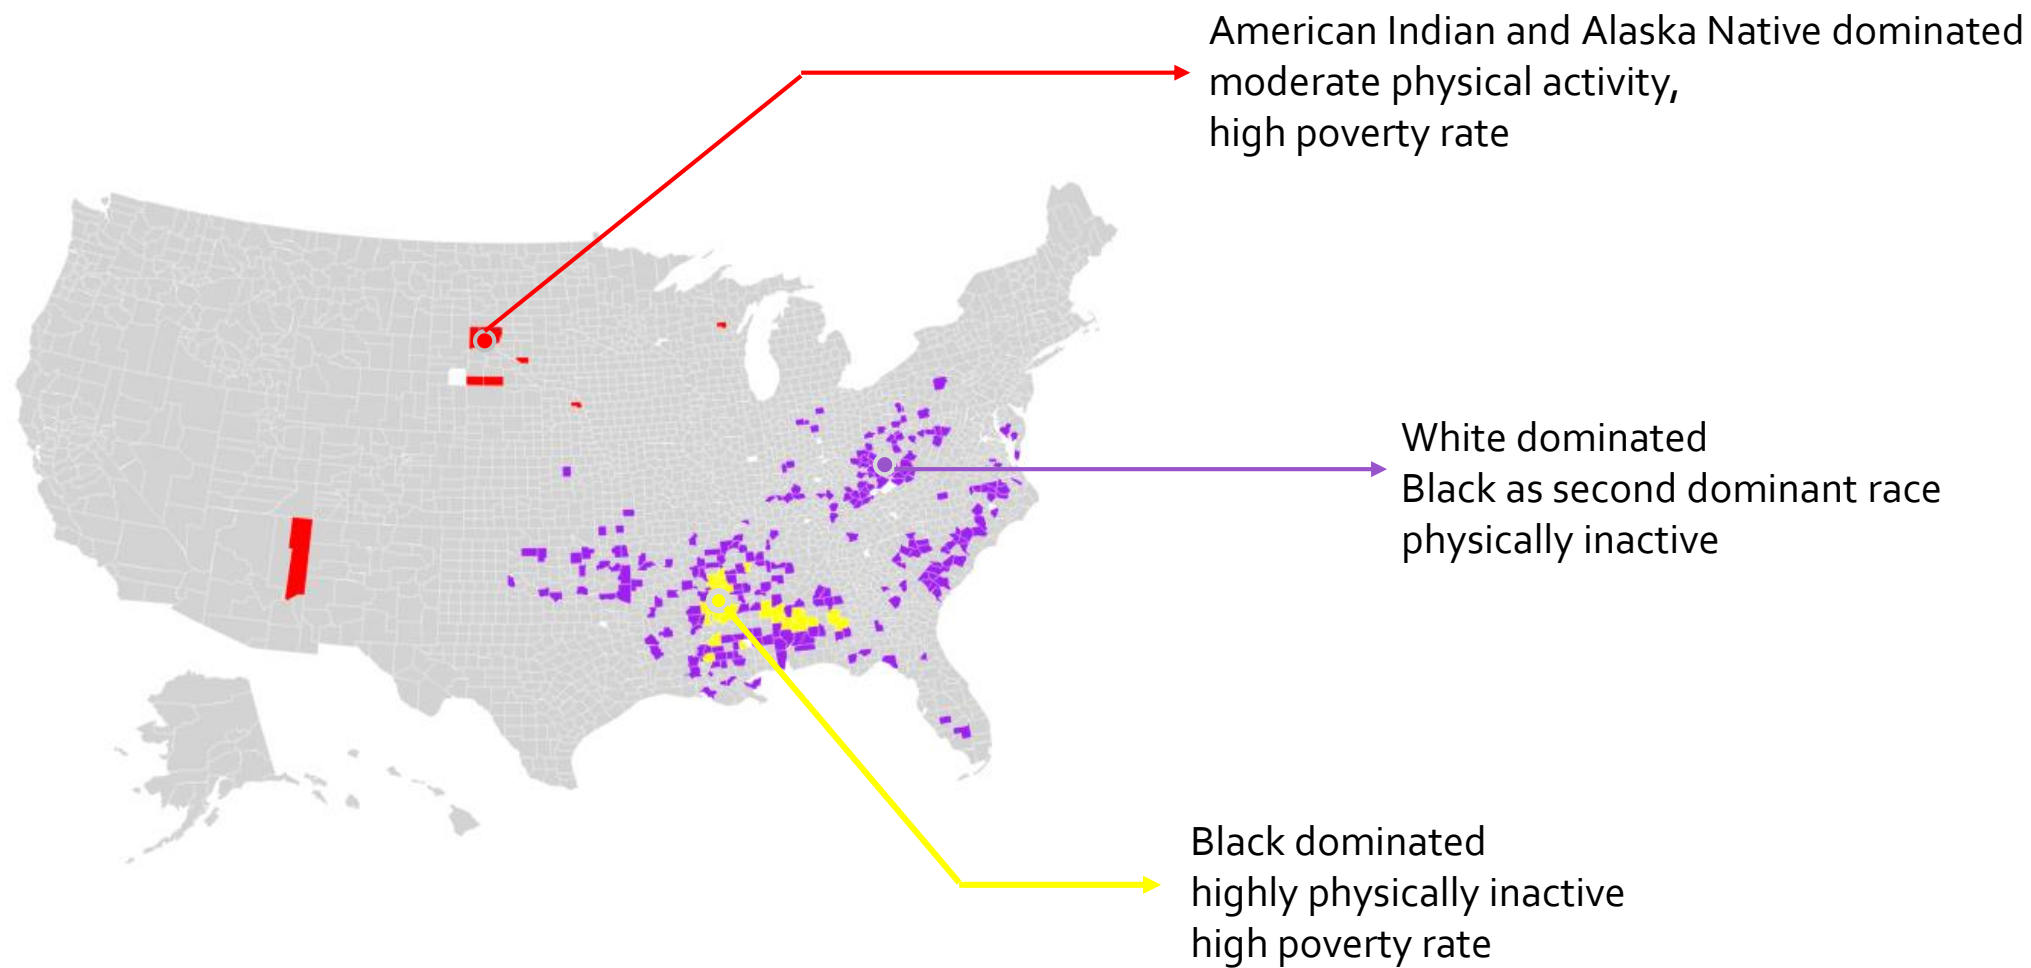 American Indian and Alaska Native dominated
moderate physical activity,
high poverty rate
White dominated
Black as second dominant race
physically inactive
Black dominated
highly physically inactive
high poverty rate